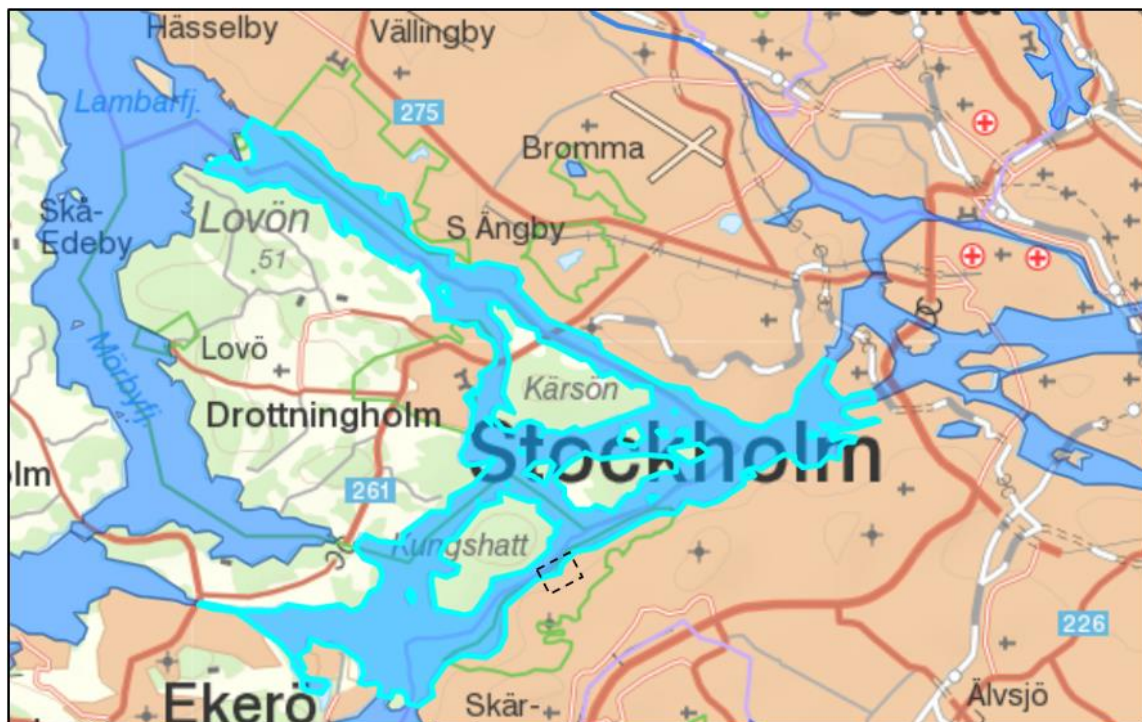 Hässelby
Vällingby
Lambarfj.
275
Bromma
Skå-
Edeby
Lovön
51
S Ängby
Mörbyfj.
Lovö
Kärsön
Drottningholm
Stockholm
261
Kungshatt
226
Ekerö
Skär-
Älvsjö